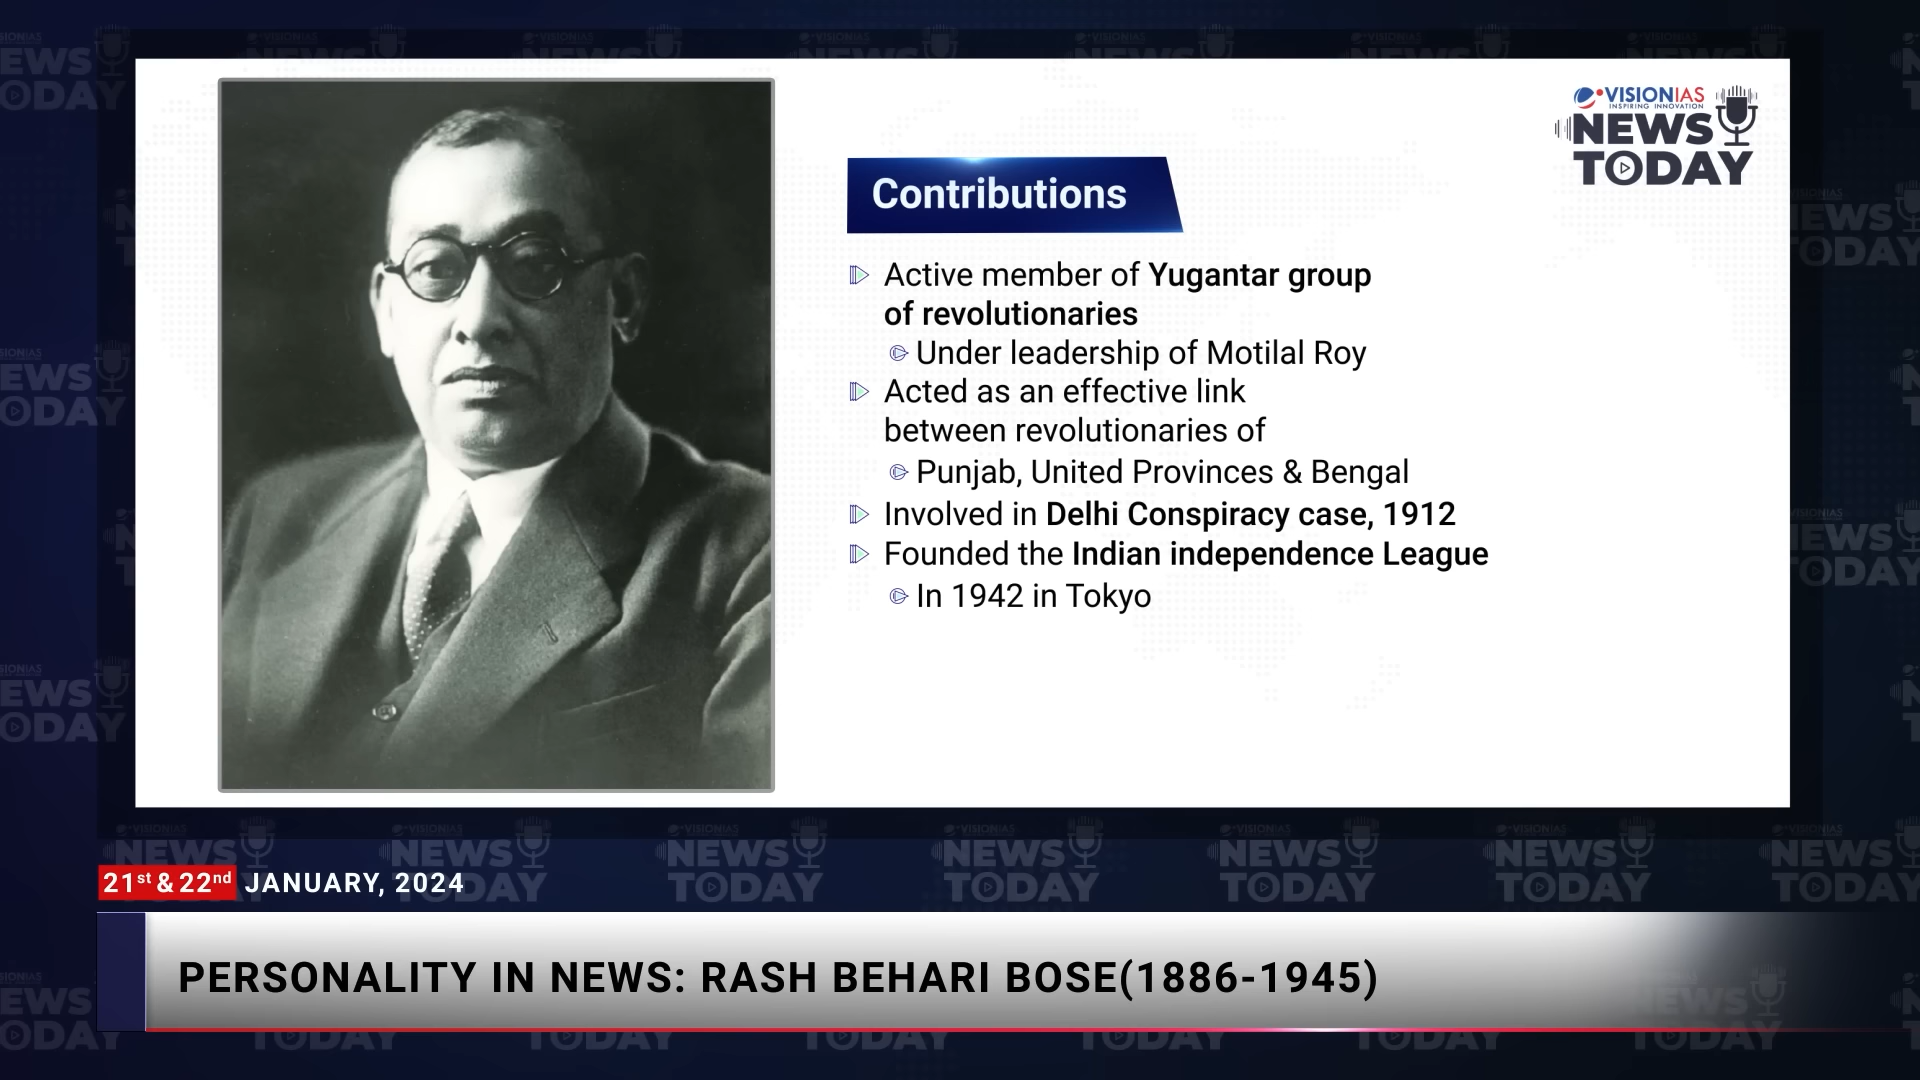 VISIONIAS
INSPIRING INNOVATION
NEWS
TODAY
Contributions
Active member of Yugantar group
of revolutionaries
Under leadership of Motilal Roy
Acted as an effective link
between revolutionaries of
Punjab, United Provinces & Bengal
Involved in Delhi Conspiracy case, 1912
Founded the Indian independence League
In 1942 in Tokyo
21st & 22nd JANUARY, 2024
PERSONALITY IN NEWS: RASH BEHARI BOSE(1886-1945)